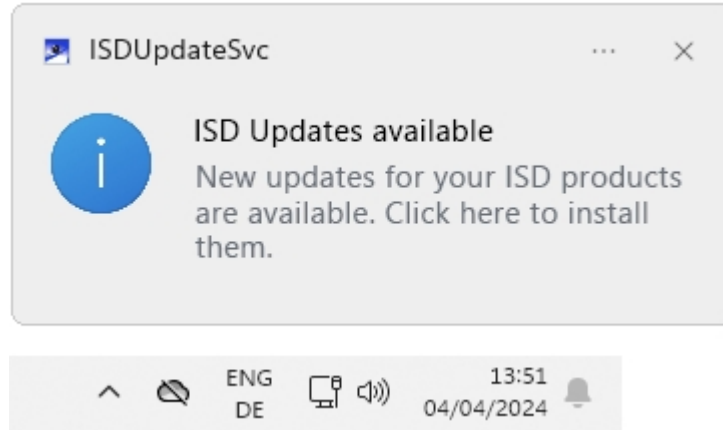 ISDUpdateSvc
ISD Updates available
New updates for your ISD products
are available. Click here to install
them.
ENG
DE
13:51
04/04/2024